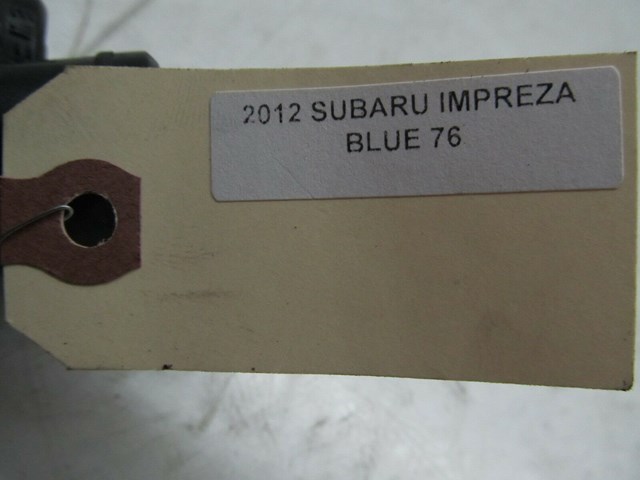 2012 SUBARU IMPREZA
BLUE 76